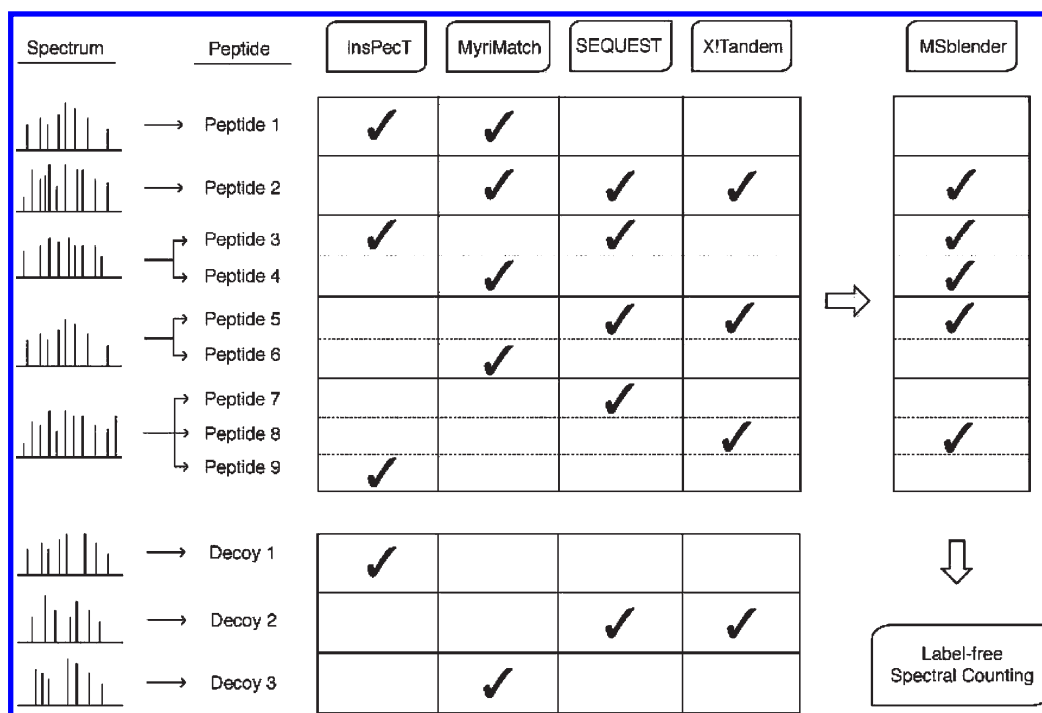 Spectrum Peptide InsPecT MyriMatch SEQUEST X!Tandem MSblender
Peptide 1
Peptide 2
Peptide 3
Peptide 4
Peptide 5
Peptide 6
Peptide 7
Peptide 8
Peptide 9
Decoy 1
Decoy 2
Decoy 3
Label-free
Spectral Counting